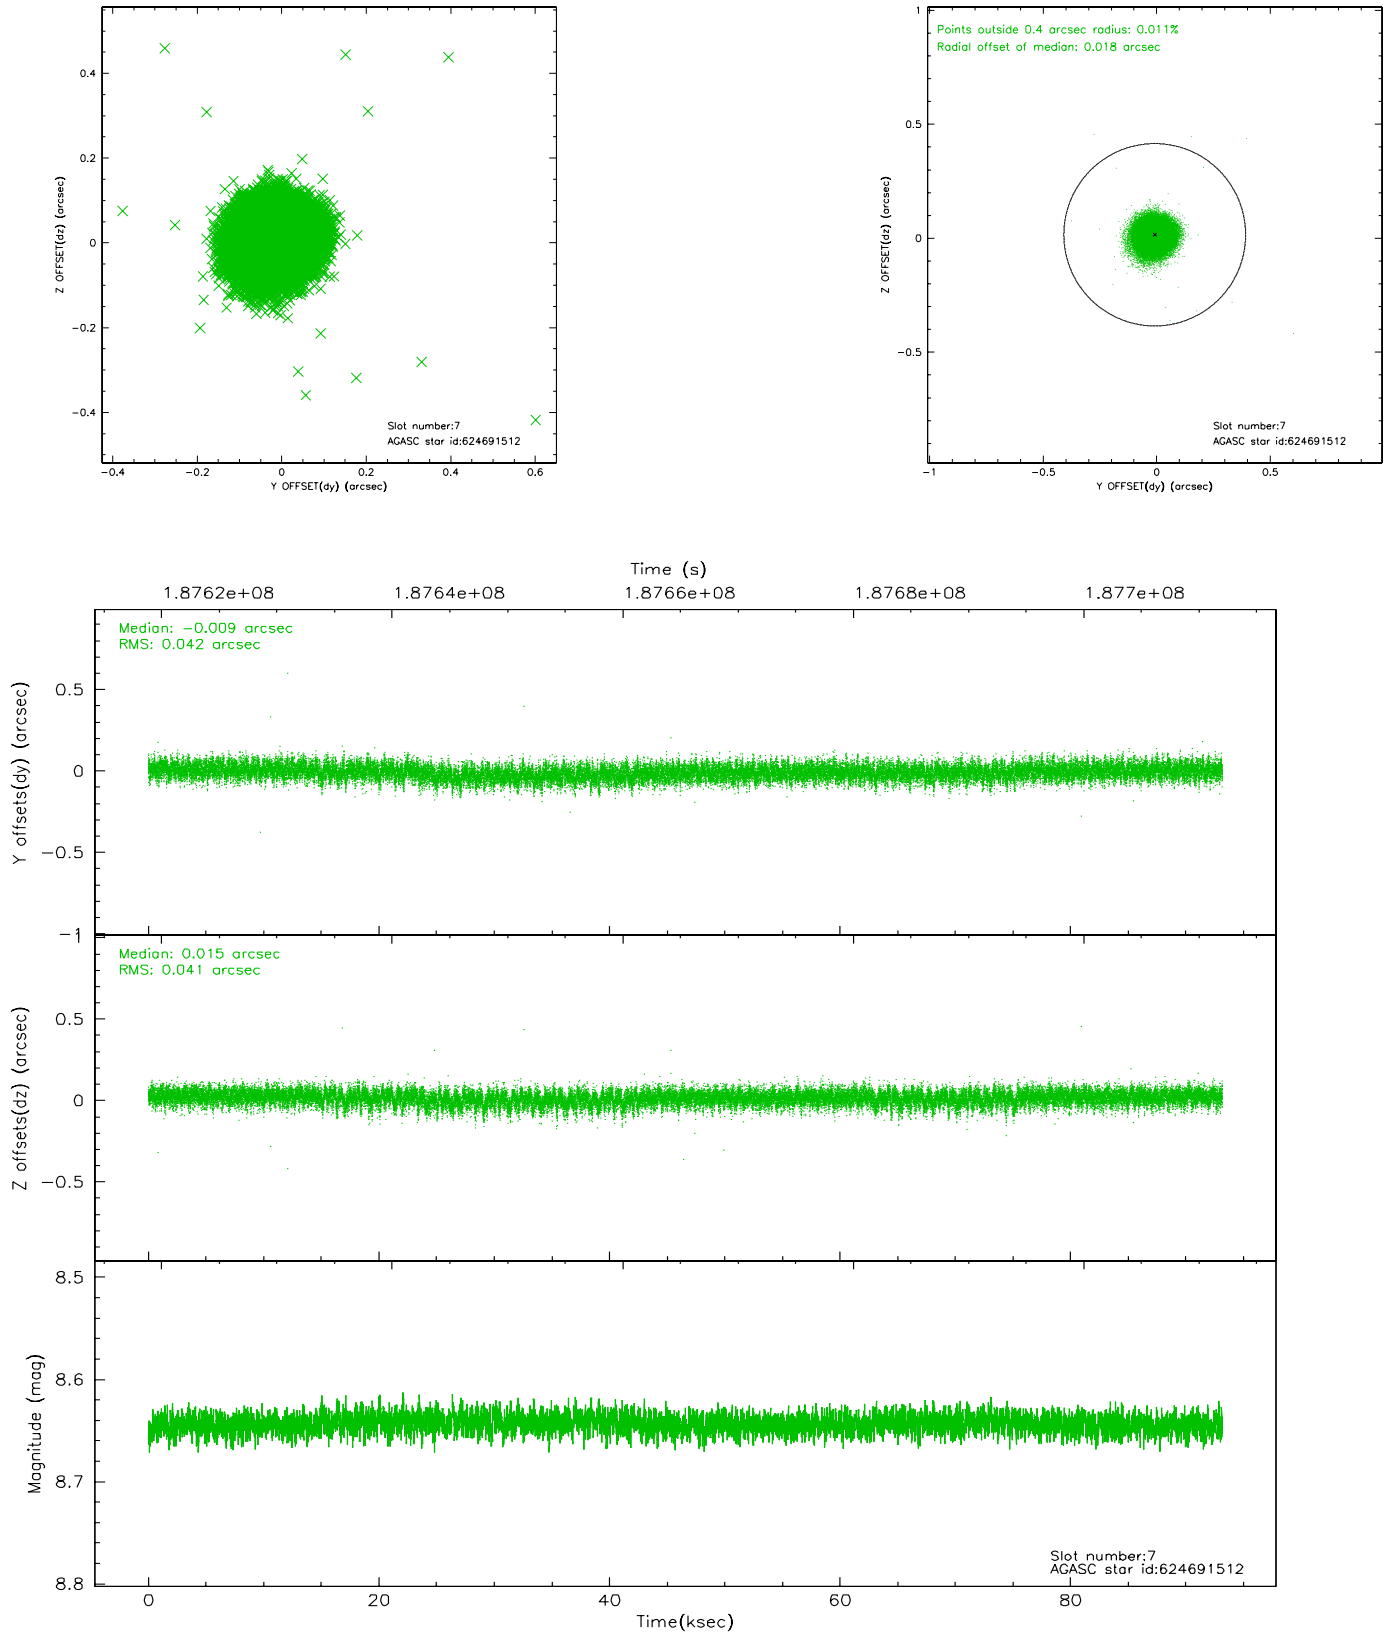 0.4
0.2
0
-0.2
-0.4
Z OFFSET(dz) (arcsec)
Slot number:7
AGASC star id:624691512
-0.4 -0.2 0 0.2 0.4 0.6
Y OFFSET(dy) (arcsec)
Points outside 0.4 arcsec radius: 0.011%
Radial offset of median: 0.018 arcsec
1
0.5
0
-0.5
Z OFFSET(dz) (arcsec)
Slot number:7
AGASC star id:624691512
-1 -0.5 0 0.5
Y OFFSET(dy) (arcsec)
Time (s)
1.8762e+08 1.8764e+08 1.8766e+08 1.8768e+08 1.877e+08
Median: -0.009 arcsec
RMS: 0.042 arcsec
0.5
0
-0.5
-1
Y offsets(dy) (arcsec)
Median: 0.015 arcsec
RMS: 0.041 arcsec
0.5
0
-0.5
Z offsets(dz) (arcsec)
8.5
8.6
8.7
8.8
Magnitude (mag)
Slot number:7
AGASC star id:624691512
0 20 40 60 80
Time(ksec)